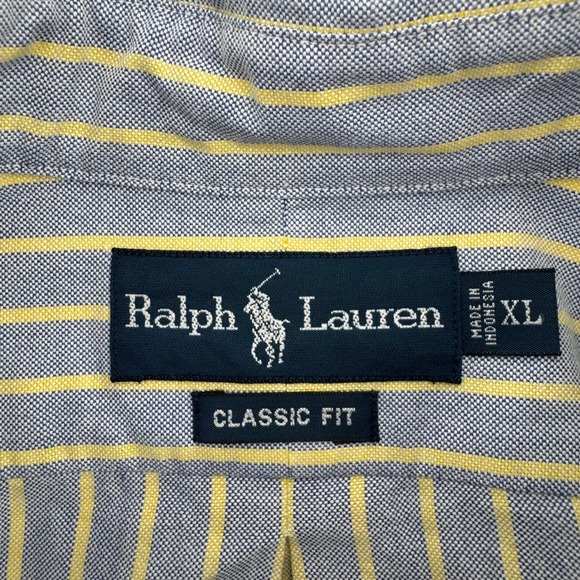 Ralph Lauren
MADE IN
INDONESIA
XL
CLASSIC FIT